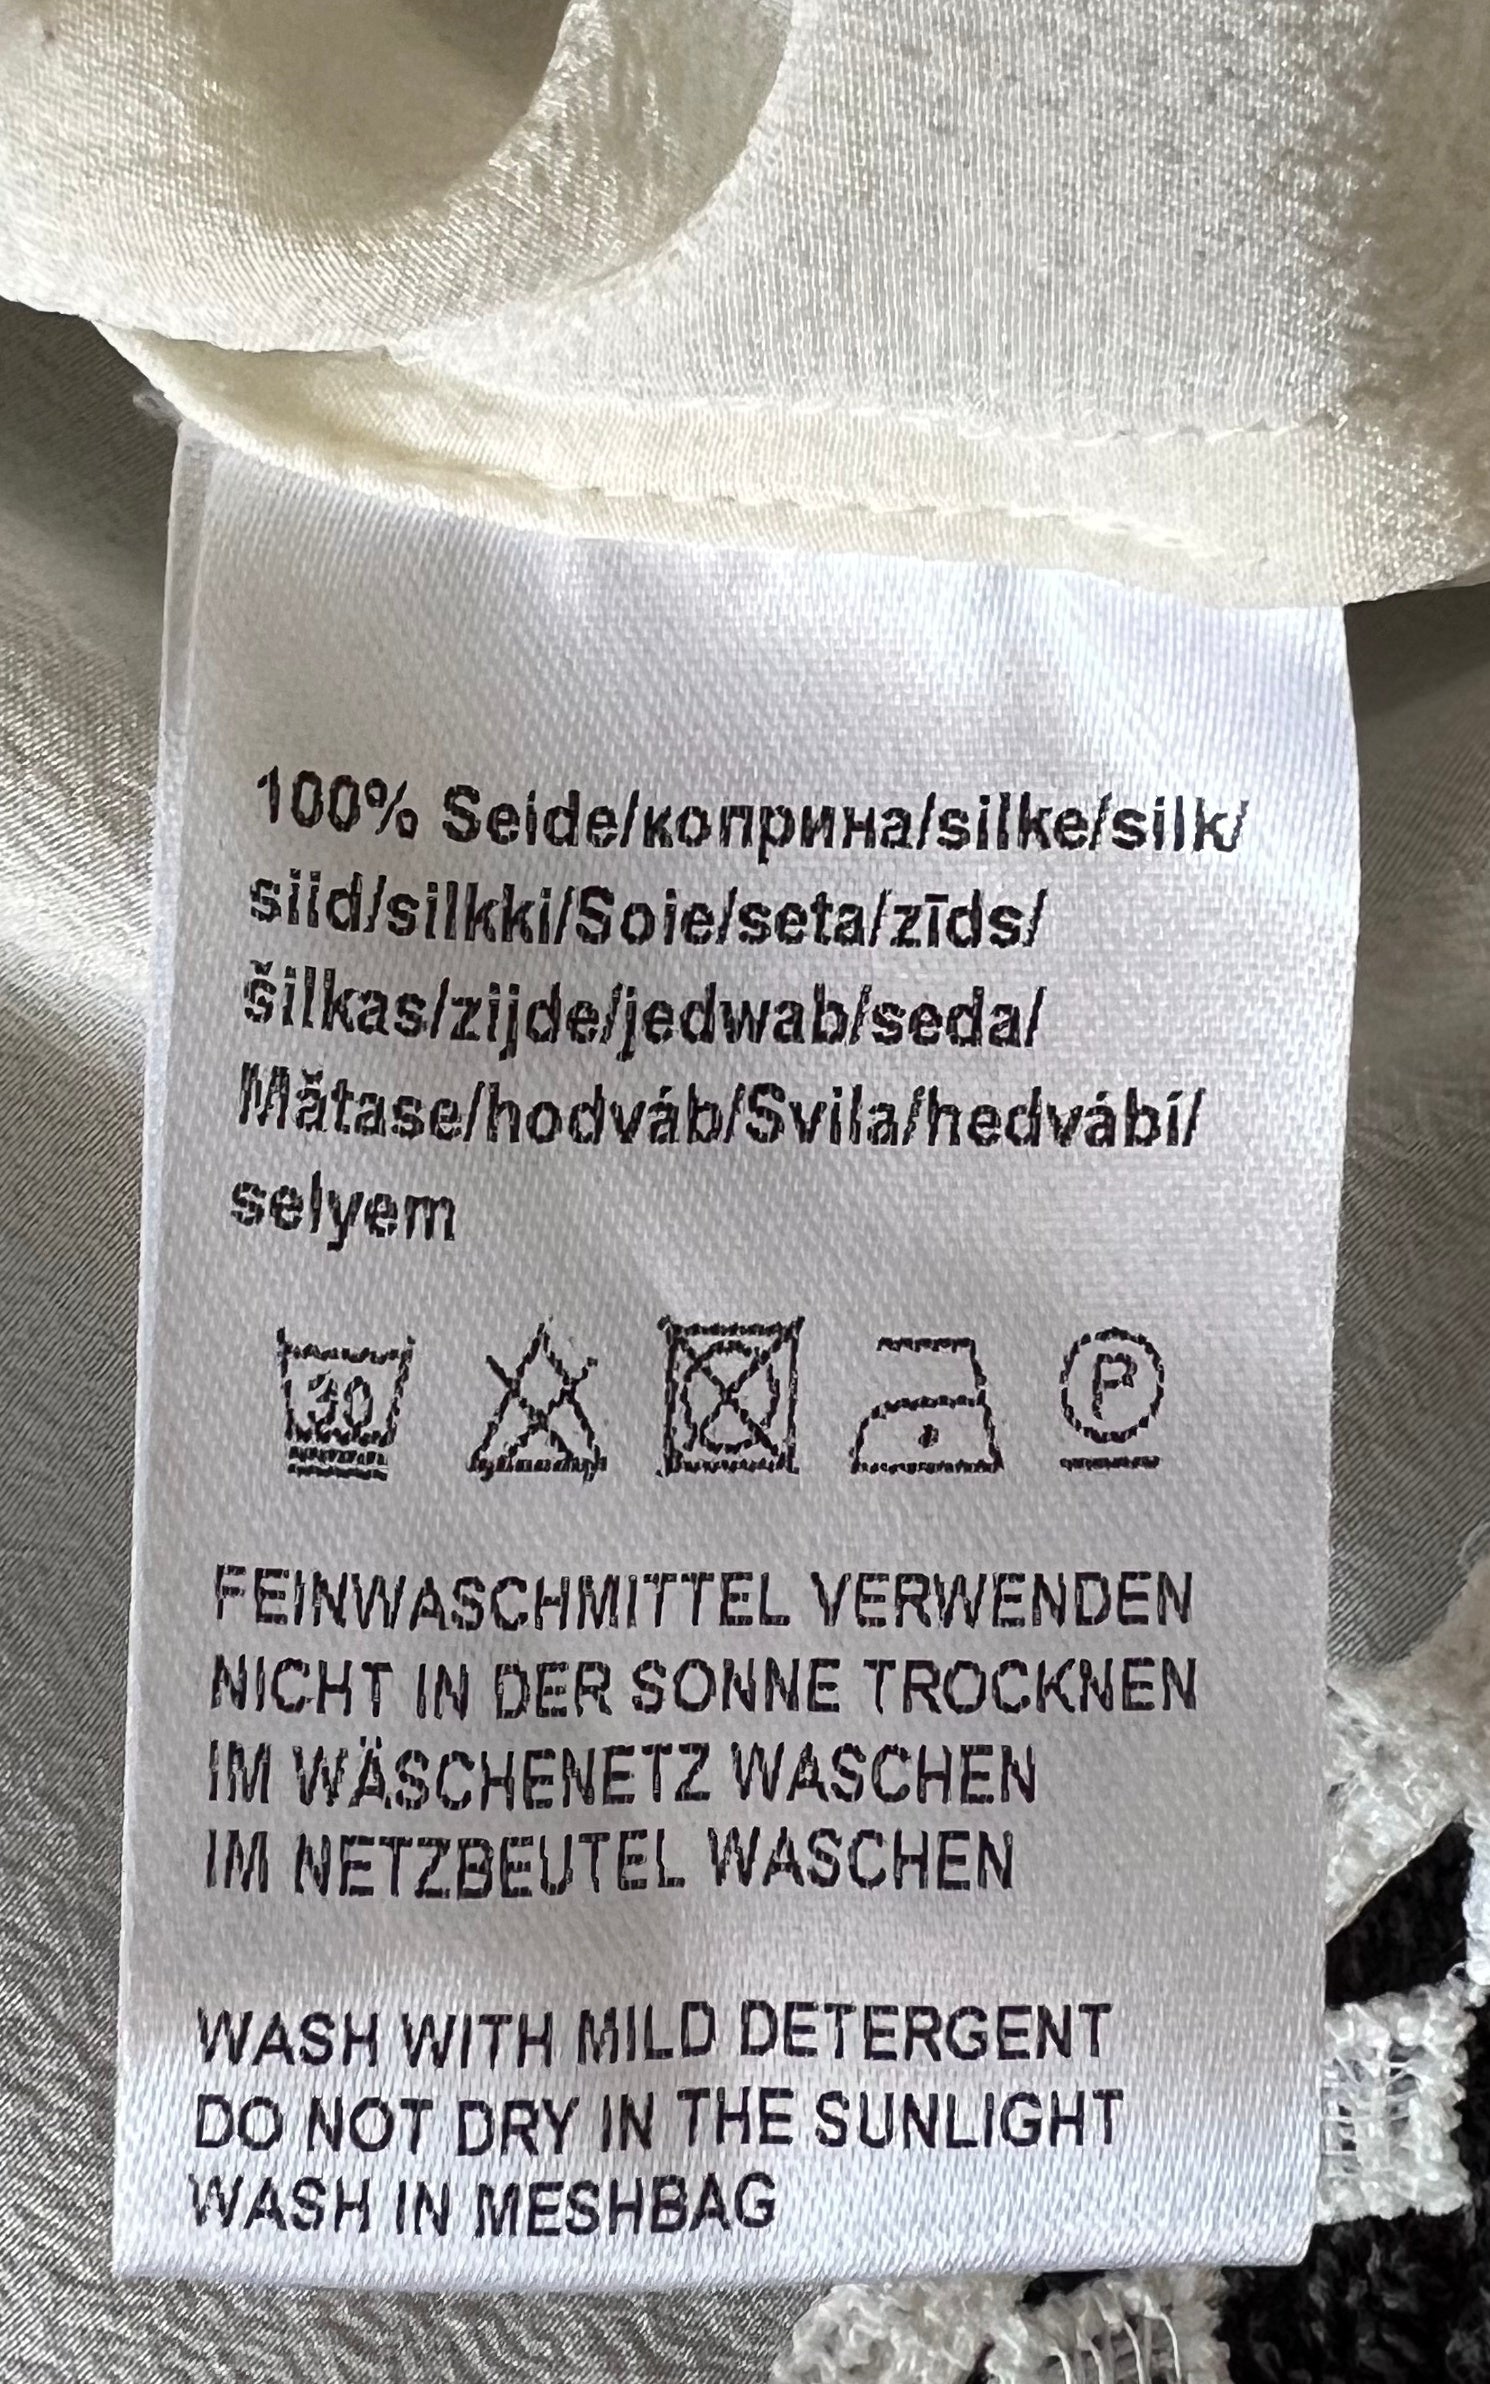 100% Seide/коприна/silke/silk/
siid/silkki/Soie/seta/zīds/
šilkas/zijde/jedwab/seda/
Mătase/hodváb/Svila/hedvábí/
selyem
30 P
FEINWASCHMITTEL VERWENDEN
NICHT IN DER SONNE TROCKNEN
IM WÄSCHENETZ WASCHEN
IM NETZBEUTEL WASCHEN
WASH WITH MILD DETERGENT
DO NOT DRY IN THE SUNLIGHT
WASH IN MESHBAG